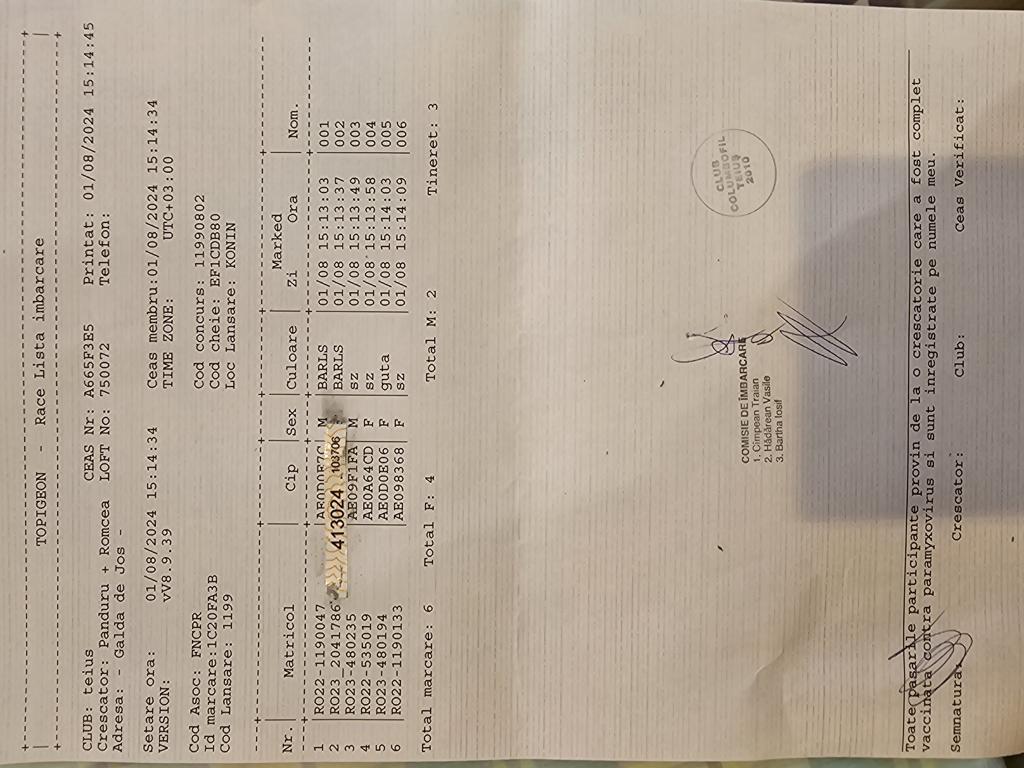 TOPIGEON - Race Lista imbarcare
CLUB: teius CEAS Nr: A665F3E5 Printat: 01/08/2024 15:14:45
Crescator: Panduru + Romcea LOFT No: 750072 Telefon:
Adresa: - Galda de Jos -
Setare ora: 01/08/2024 15:14:34 Ceas membru:01/08/2024 15:14:34
VERSION: vV8.9.39 TIME ZONE: UTC+03:00
Cod Asoc: FNCPR Cod concurs: 11990802
Id marcare:1C20FA3B Cod cheie: EF1CDB80
Cod Lansare: 1199 Loc Lansare: KONIN
Marked
Nr. Matricol Cip Sex Culoare Zi Ora Nom.
1 RO22-1190047 M BARLS 01/08 15:13:03 001
2 RO23-2041786 BARLS 01/08 15:13:37 002
413024 103706
3 RO23-480235 AE09F1FA M sz 01/08 15:13:49 003
4 RO22-535019 AE0A64CD F sz 01/08 15:13:58 004
5 RO23-480194 AE0D0E06 F guta 01/08 15:14:03 005
6 RO22-1190133 AE098368 F sz 01/08 15:14:09 006
Total marcare: 6 Total F: 4 Total M: 2 Tineret: 3
CLUB
COLUMBOFIL
TEIUȘ
2010
COMISIE DE ÎMBARCARE
1. Cîmpean Traian
2. Hădărean Vasile
3. Bartha Iosif
Toate pasarile participante provin de la o crescatorie care a fost complet
vaccinata contra paramyxovirus si sunt inregistrate pe numele meu.
Semnatura: Crescator: Club: Ceas Verificat: